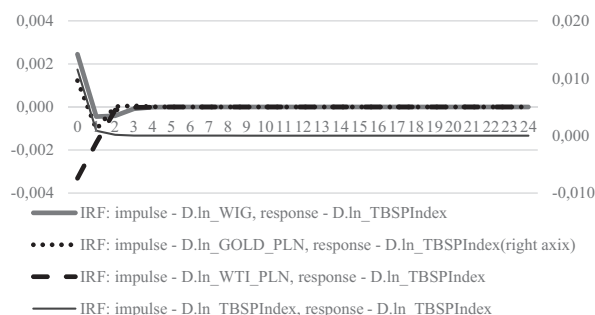 0,004 0,020
0,002 0,010
0,000
0 1 2 3 4 5 6 7 8 9 10 11 12 13 14 15 16 17 18 19 20 21 22 23 24 0,000
-0,002
-0,004 -0,010
IRF: impulse - D.ln_WIG, response - D.ln_TBSPIndex
IRF: impulse - D.ln_GOLD_PLN, response - D.ln_TBSPIndex(right axis)
IRF: impulse - D.ln_WTI_PLN, response - D.ln_TBSPIndex
IRF: impulse - D.ln_TBSPIndex, response - D.ln_TBSPIndex